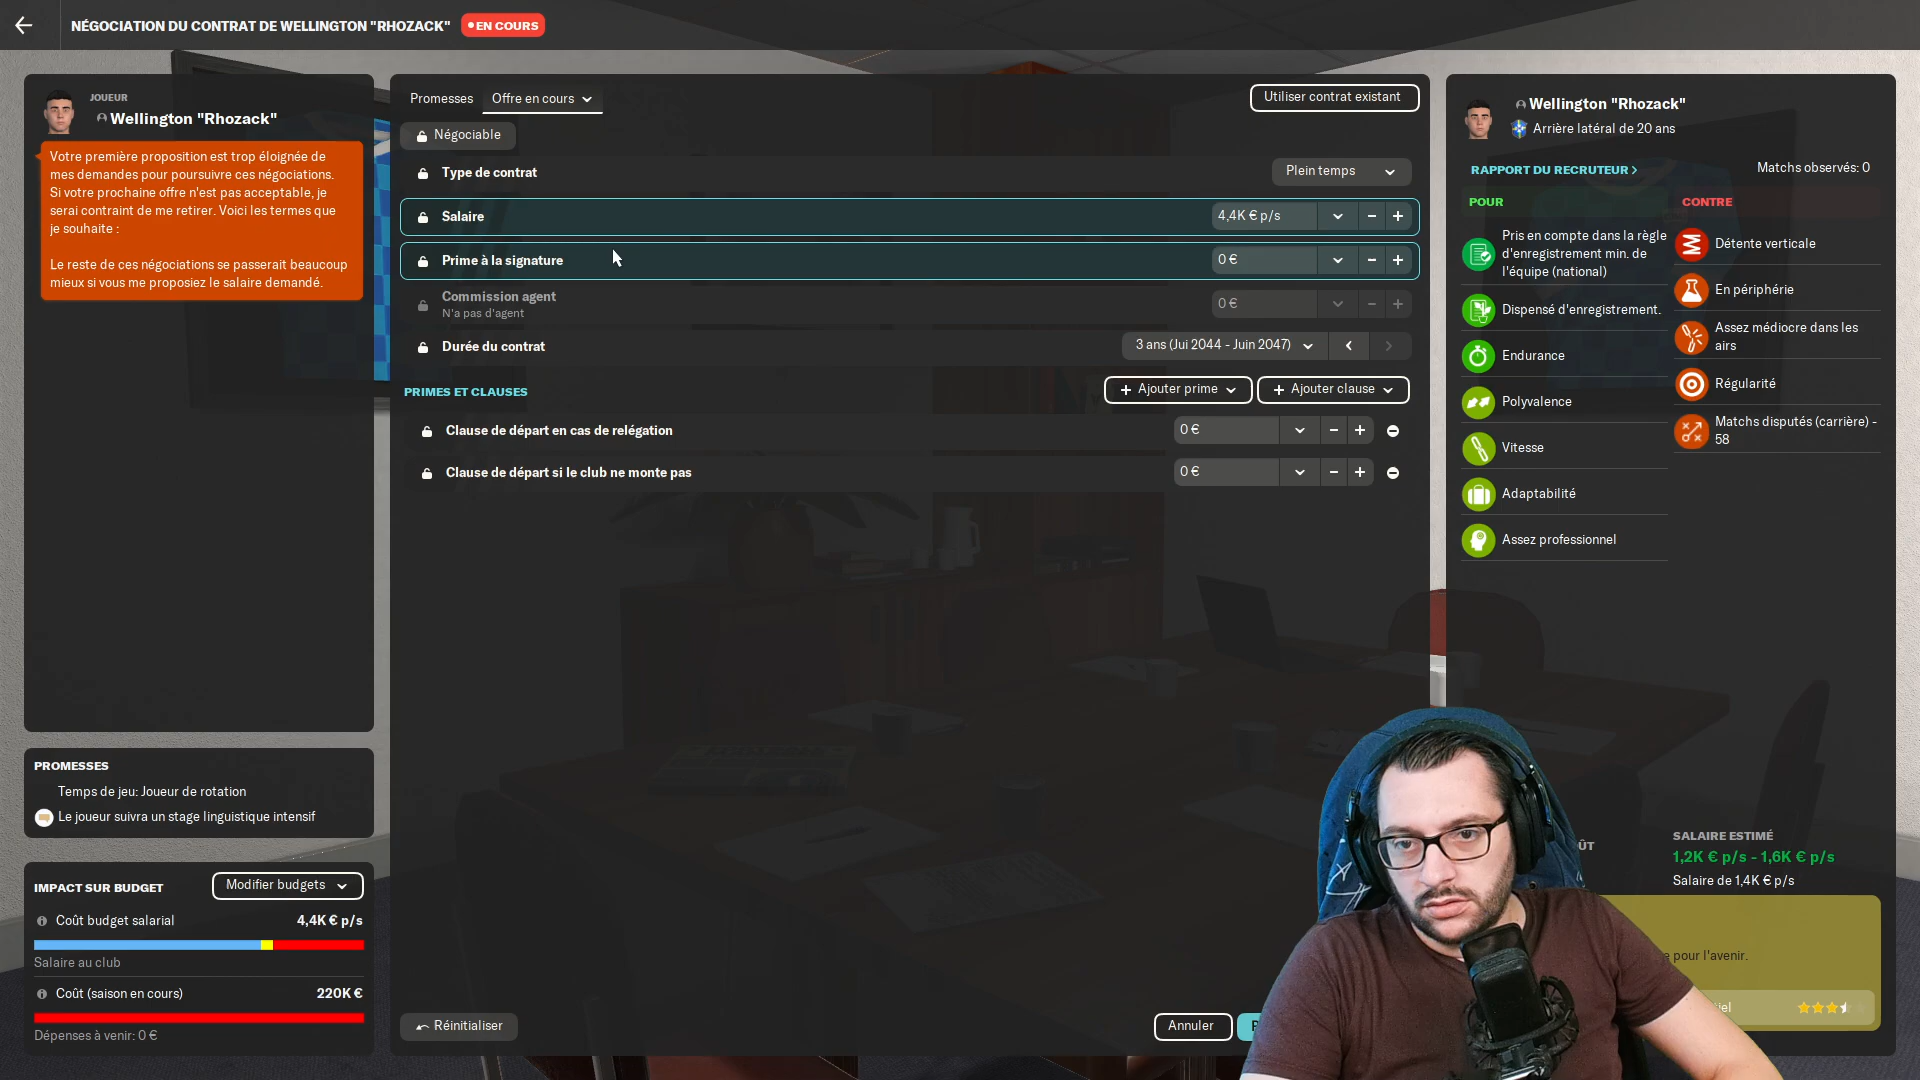 NÉGOCIATION DU CONTRAT DE WELLINGTON "RHOZACK"
EN COURS
JOUEUR
Wellington "Rhozack"
Votre première proposition est trop éloignée de
mes demandes pour poursuivre ces négociations.
Si votre prochaine offre n'est pas acceptable, je
serai contraint de me retirer. Voici les termes que
je souhaite :
Le reste de ces négociations se passerait beaucoup
mieux si vous me proposiez le salaire demandé.
PROMESSES
Temps de jeu: Joueur de rotation
Le joueur suivra un stage linguistique intensif
IMPACT SUR BUDGET
Modifier budgets
Coût budget salarial
4,4K € p/s
Salaire au club
Coût (saison en cours)
220K €
Dépenses à venir: 0 €
Promesses
Offre en cours
Utiliser contrat existant
Négociable
Type de contrat
Plein temps
Salaire
4,4K € p/s
Prime à la signature
0 €
Commission agent
N'a pas d'agent
0 €
Durée du contrat
3 ans (Jui 2044 - Juin 2047)
PRIMES ET CLAUSES
Ajouter prime
Ajouter clause
Clause de départ en cas de relégation
0 €
Clause de départ si le club ne monte pas
0 €
Réinitialiser
Annuler
Wellington "Rhozack"
Arrière latéral de 20 ans
RAPPORT DU RECRUTEUR >
Matchs observés: 0
POUR
Pris en compte dans la règle
d'enregistrement min. de
l'équipe (national)
Dispensé d'enregistrement.
Endurance
Polyvalence
Vitesse
Adaptabilité
Assez professionnel
CONTRE
Détente verticale
En périphérie
Assez médiocre dans les
airs
Régularité
Matchs disputés (carrière) -
58
SALAIRE ESTIMÉ
1,2K € p/s - 1,6K € p/s
Salaire de 1,4K € p/s
pour l'avenir.